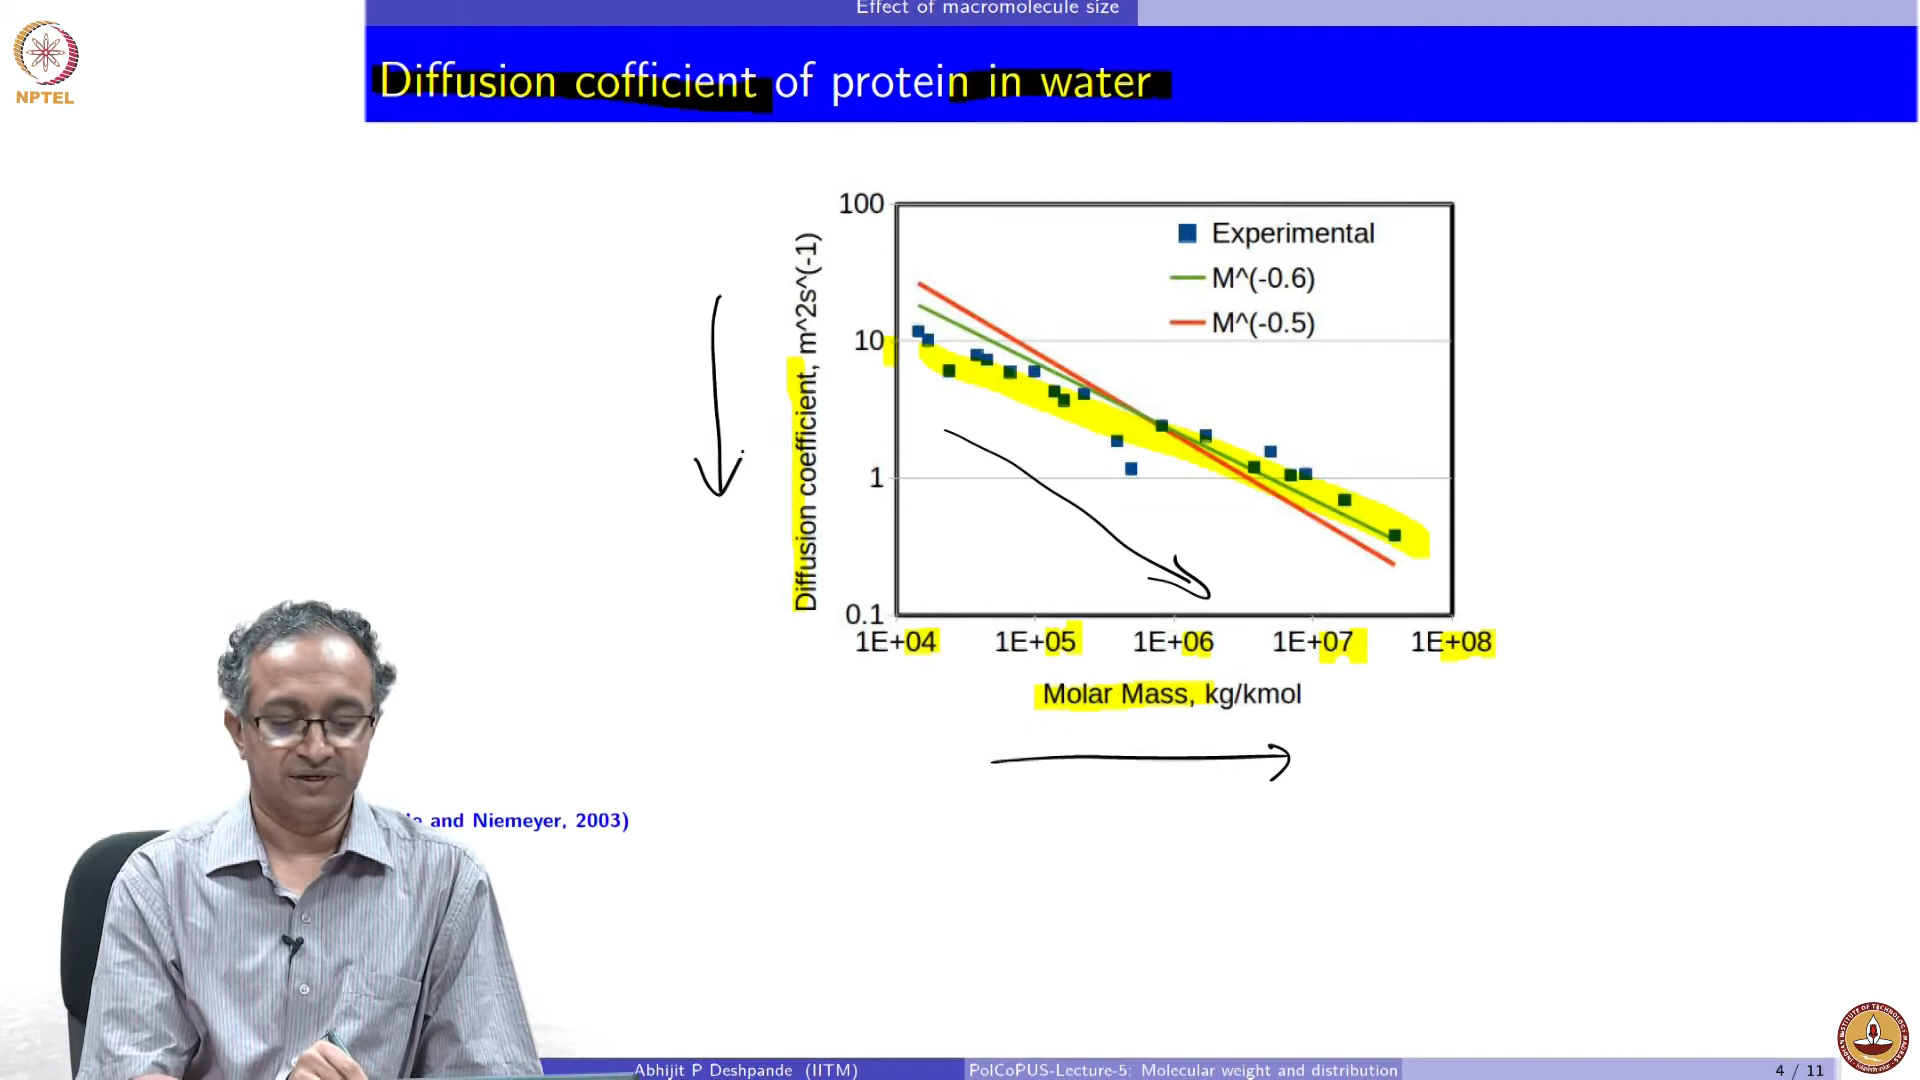 Effect of macromolecule size
NPTEL
Diffusion cofficient of protein in water
100
10
1
0.1
Diffusion coefficient, m^2s^(-1)
Experimental
M^(-0.6)
M^(-0.5)
1E+04 1E+05 1E+06 1E+07 1E+08
Molar Mass, kg/kmol
and Niemeyer, 2003)
Abhijit P Deshpande (IITM) PolCoPUS-Lecture-5: Molecular weight and distribution 4 / 11